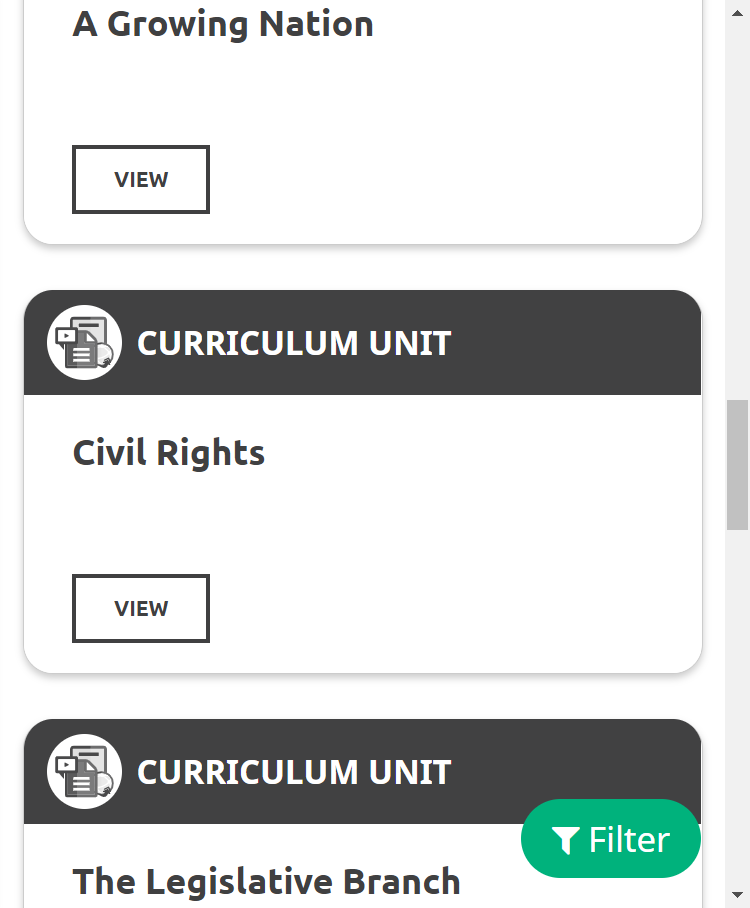 A Growing Nation
VIEW
CURRICULUM UNIT
Civil Rights
VIEW
CURRICULUM UNIT
Filter
The Legislative Branch